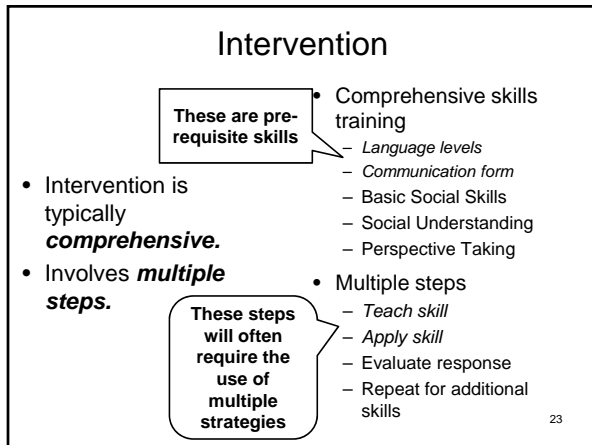 Intervention
• Intervention is
typically
comprehensive.
• Involves multiple
steps.
These are pre-
requisite skills
• Comprehensive skills
training
– Language levels
– Communication form
– Basic Social Skills
– Social Understanding
– Perspective Taking
• Multiple steps
– Teach skill
– Apply skill
– Evaluate response
– Repeat for additional
skills
These steps
will often
require the
use of
multiple
strategies
23